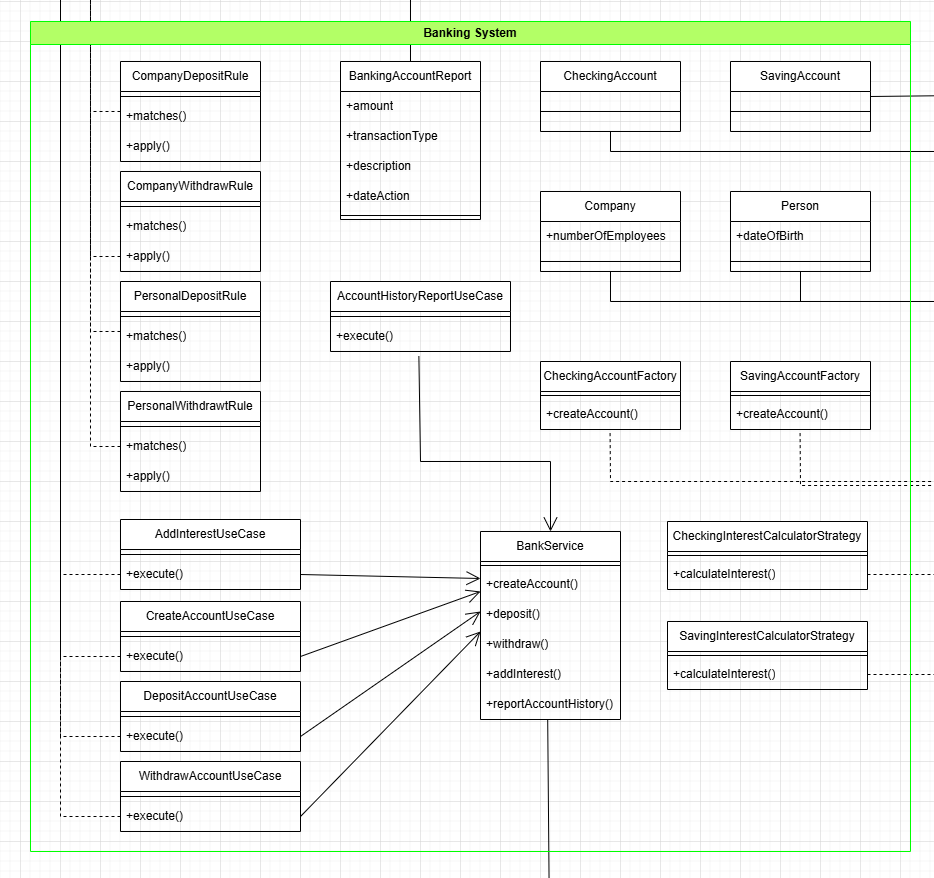 Banking System
CompanyDepositRule
+matches()
+apply()
CompanyWithdrawRule
+matches()
+apply()
PersonalDepositRule
+matches()
+apply()
PersonalWithdrawtRule
+matches()
+apply()
BankingAccountReport
+amount
+transactionType
+description
+dateAction
AccountHistoryReportUseCase
+execute()
CheckingAccount
SavingAccount
Company
+numberOfEmployees
Person
+dateOfBirth
CheckingAccountFactory
+createAccount()
SavingAccountFactory
+createAccount()
AddInterestUseCase
+execute()
CreateAccountUseCase
+execute()
DepositAccountUseCase
+execute()
WithdrawAccountUseCase
+execute()
BankService
+createAccount()
+deposit()
+withdraw()
+addInterest()
+reportAccountHistory()
CheckingInterestCalculatorStrategy
+calculateInterest()
SavingInterestCalculatorStrategy
+calculateInterest()